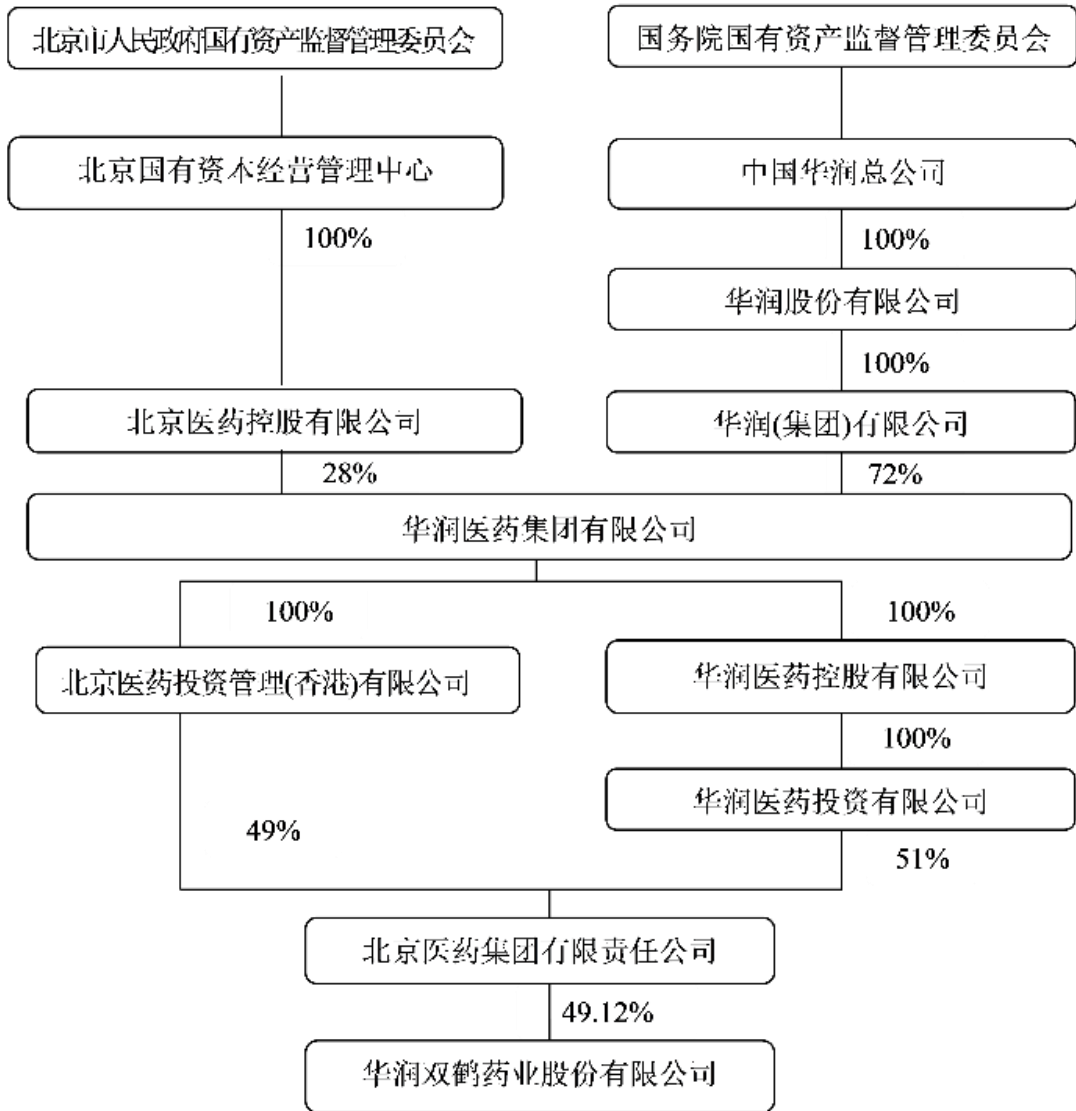 北京市人民政府国有资产监督管理委员会
国务院国有资产监督管理委员会
北京国有资本经营管理中心
中国华润总公司
100%
100%
华润股份有限公司
100%
北京医药控股有限公司
华润(集团)有限公司
28%
72%
华润医药集团有限公司
100%
100%
北京医药投资管理(香港)有限公司
华润医药控股有限公司
100%
华润医药投资有限公司
49%
51%
北京医药集团有限责任公司
49.12%
华润双鹤药业股份有限公司